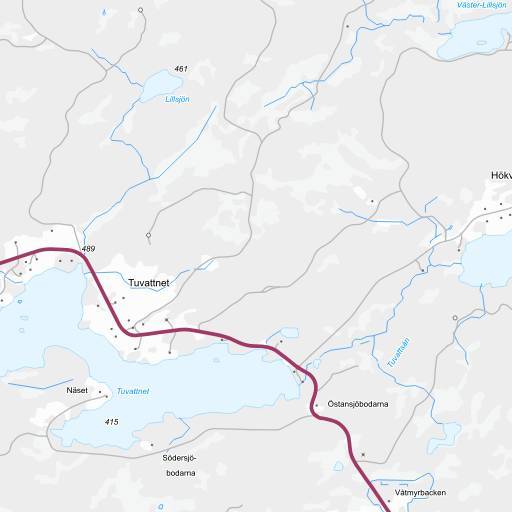 Väster-Lillsjön
461
Lillsjön
Hökv
489
Tuvattnet
Tuvattsån
Näset
Tuvattnet
Östansjöbodarna
415
Södersjö-
bodarna
Våtmyrbacken